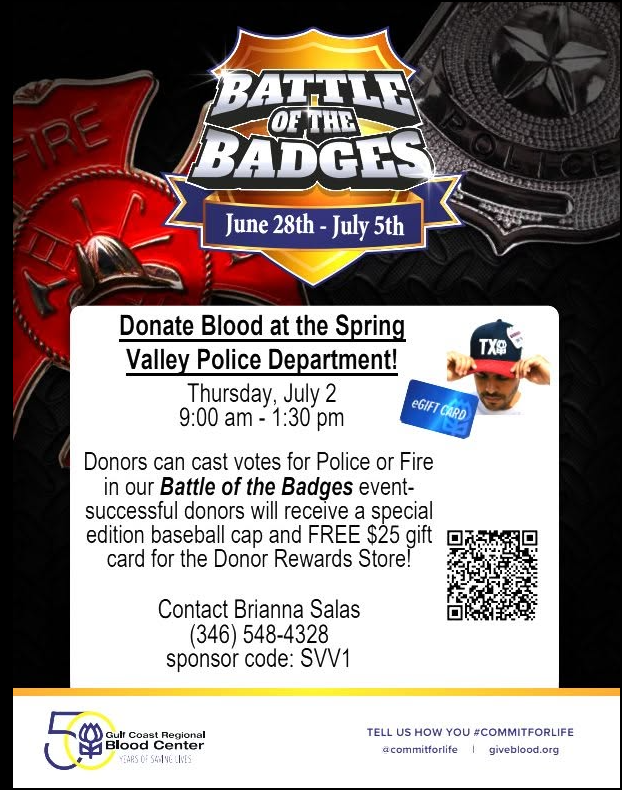 FIRE
POLICE
BATTLE
OF THE
BADGES
June 28th - July 5th
Donate Blood at the Spring
Valley Police Department!
Thursday, July 2
9:00 am - 1:30 pm
TX
eGIFT CARD
Donors can cast votes for Police or Fire
in our Battle of the Badges event-
successful donors will receive a special
edition baseball cap and FREE $25 gift
card for the Donor Rewards Store!
Contact Brianna Salas
(346) 548-4328
sponsor code: SVV1
50
Gulf Coast Regional
Blood Center
YEARS OF SAVING LIVES
TELL US HOW YOU #COMMITFORLIFE
@commitforlife | giveblood.org